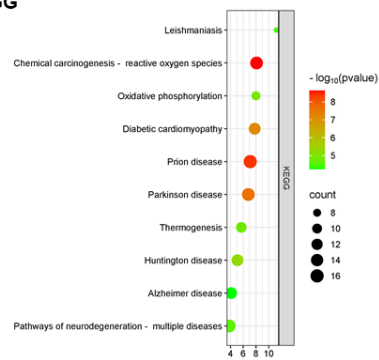 GG
Leishmaniasis
Chemical carcinogenesis - reactive oxygen species
Oxidative phosphorylation
Diabetic cardiomyopathy
Prion disease
Parkinson disease
Thermogenesis
Huntington disease
Alzheimer disease
Pathways of neurodegeneration - multiple diseases
4 6 8 10
KEGG
- log10(pvalue)
8
7
6
5
count
8
10
12
14
16